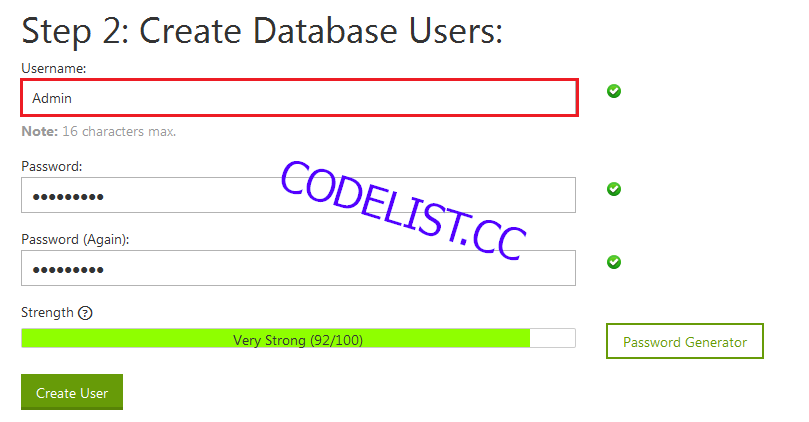 Step 2: Create Database Users:
Username:
Admin
Note: 16 characters max.
Password:
●●●●●●●●●
CODELIST.CC
Password (Again):
●●●●●●●●●
Strength ?
Very Strong (92/100)
Password Generator
Create User